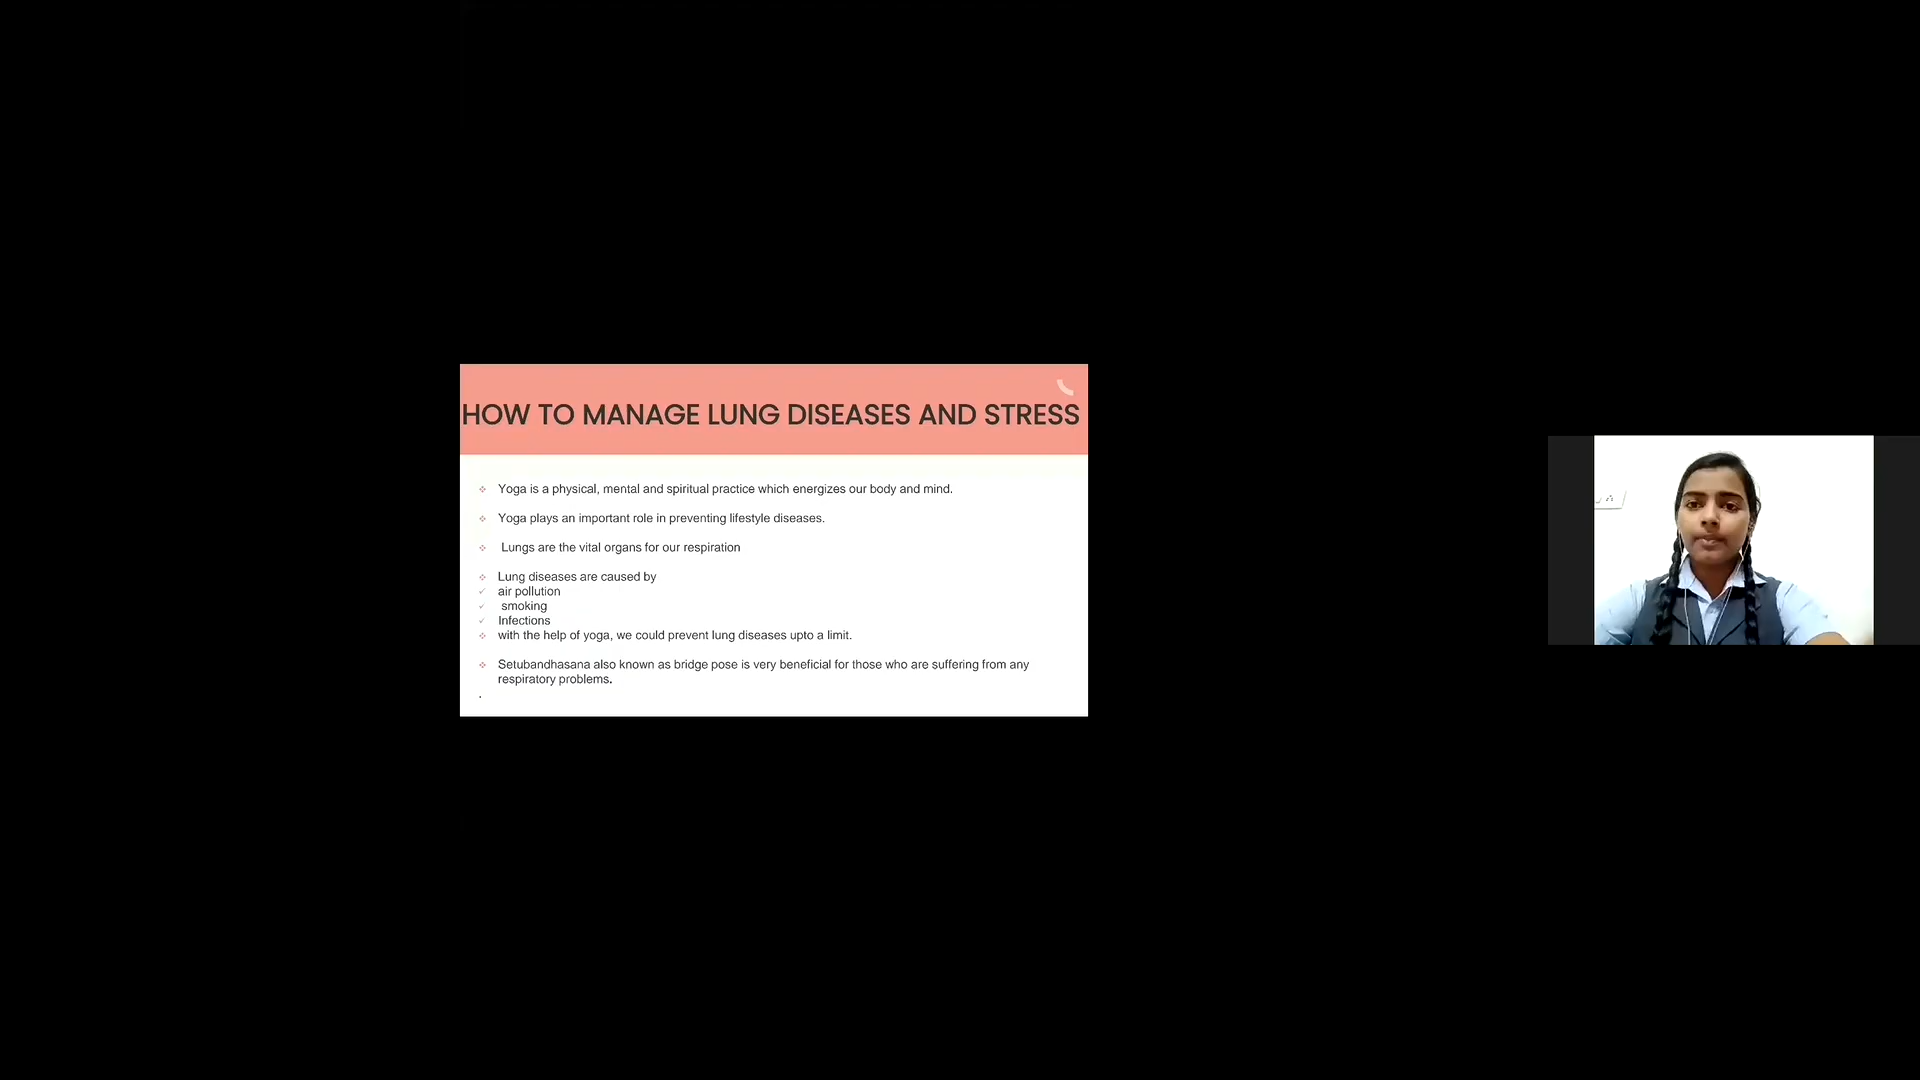 HOW TO MANAGE LUNG DISEASES AND STRESS
Yoga is a physical, mental and spiritual practice which energizes our body and mind.
Yoga plays an important role in preventing lifestyle diseases.
Lungs are the vital organs for our respiration
Lung diseases are caused by
air pollution
smoking
Infections
with the help of yoga, we could prevent lung diseases upto a limit.
Setubandhasana also known as bridge pose is very beneficial for those who are suffering from any
respiratory problems.
.